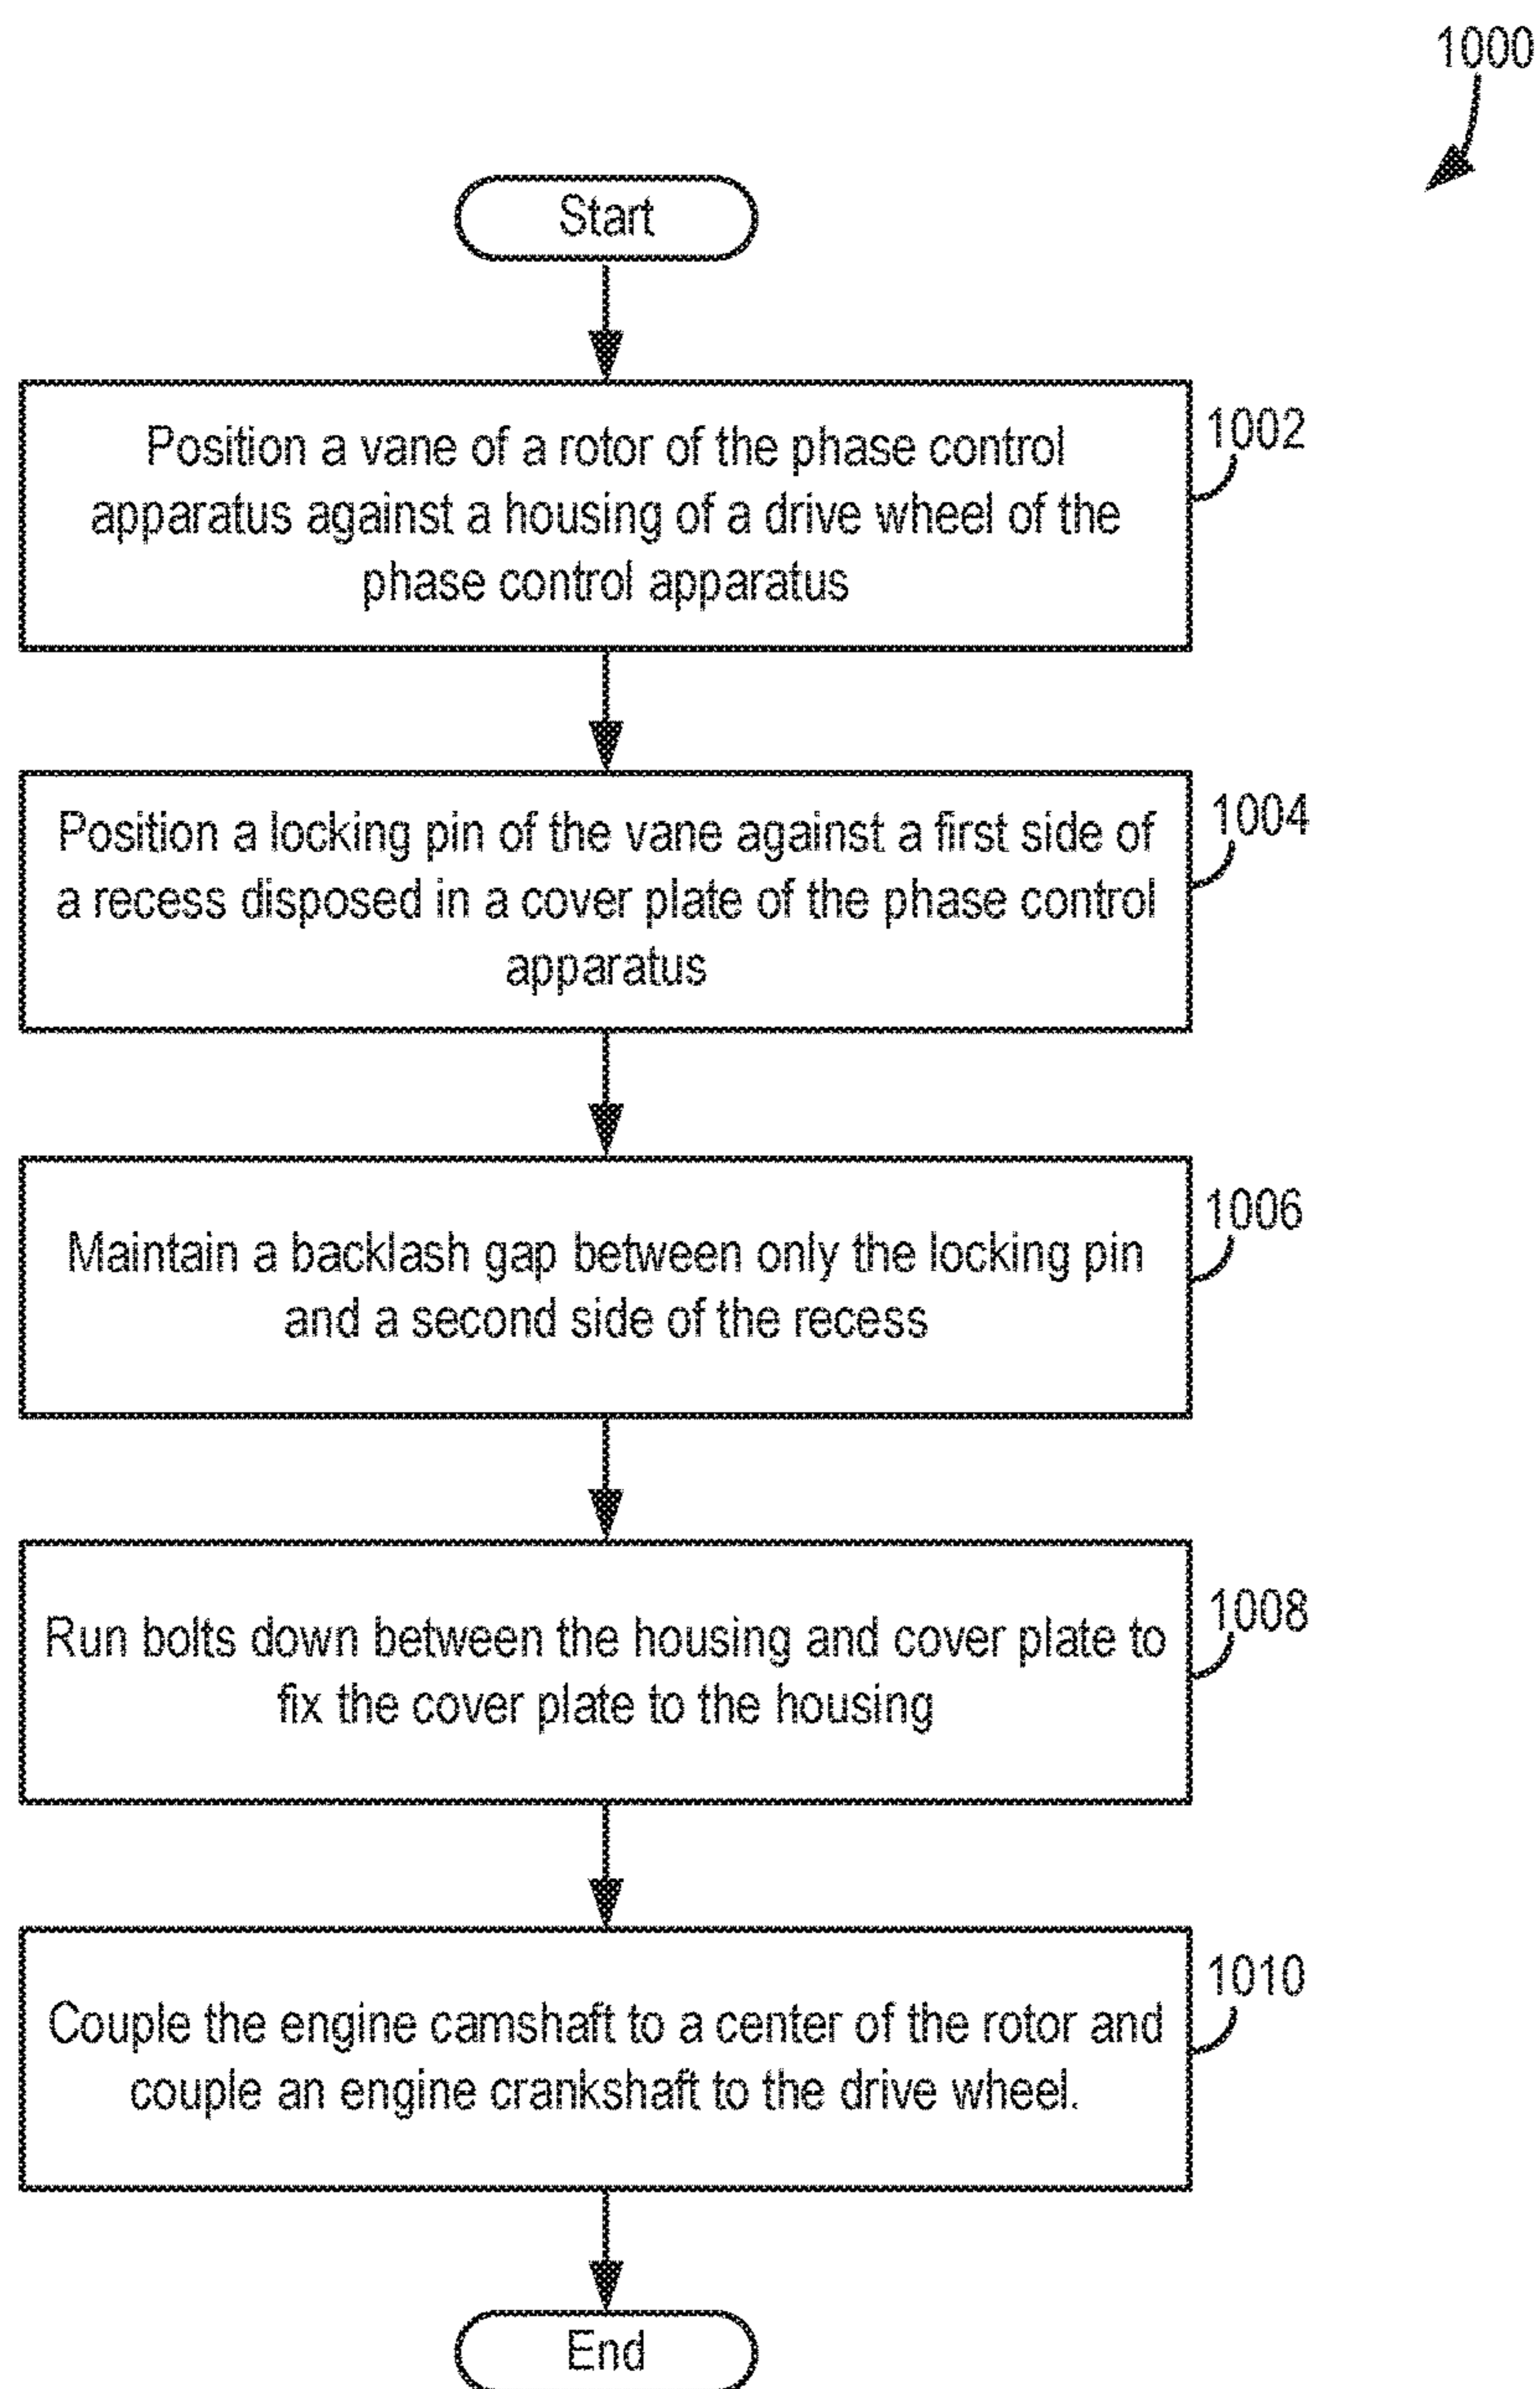 1000
Start
Position a vane of a rotor of the phase control
apparatus against a housing of a drive wheel of the
phase control apparatus
1002
Position a locking pin of the vane against a first side of
a recess disposed in a cover plate of the phase control
apparatus
1004
Maintain a backlash gap between only the locking pin
and a second side of the recess
1006
Run bolts down between the housing and cover plate to
fix the cover plate to the housing
1008
Couple the engine camshaft to a center of the rotor and
couple an engine crankshaft to the drive wheel.
1010
End